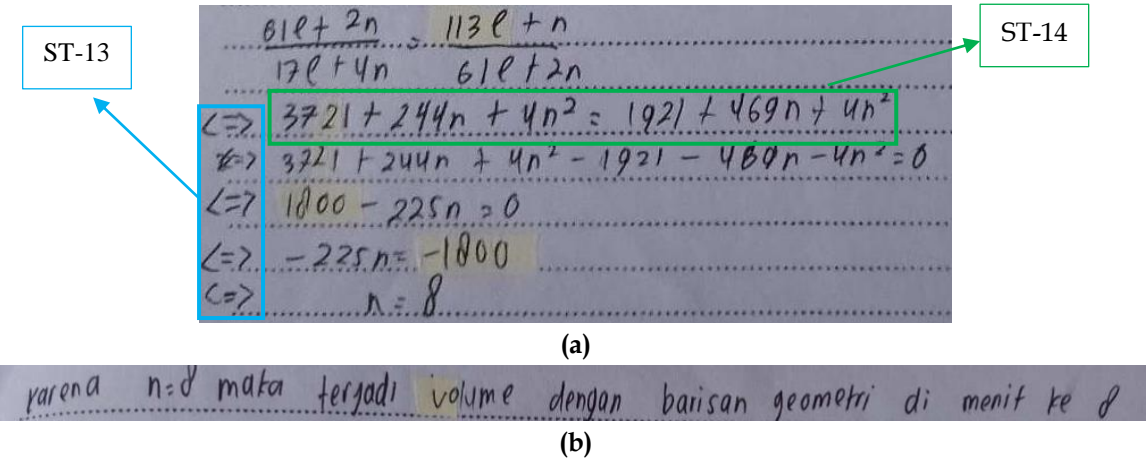 ST-13
ST-14
61ℓ + 2n = 113ℓ + n
17ℓ + 4n 61ℓ + 2n
<=> 3721 + 244n + 4n² = 1921 + 469n + 4n²
<=> 3721 + 244n + 4n² - 1921 - 469n - 4n² = 0
<=> 1800 - 225n = 0
<=> -225n = -1800
<=> n = 8
(a)
karena n=8 maka terjadi volume dengan barisan geometri di menit ke 8
(b)